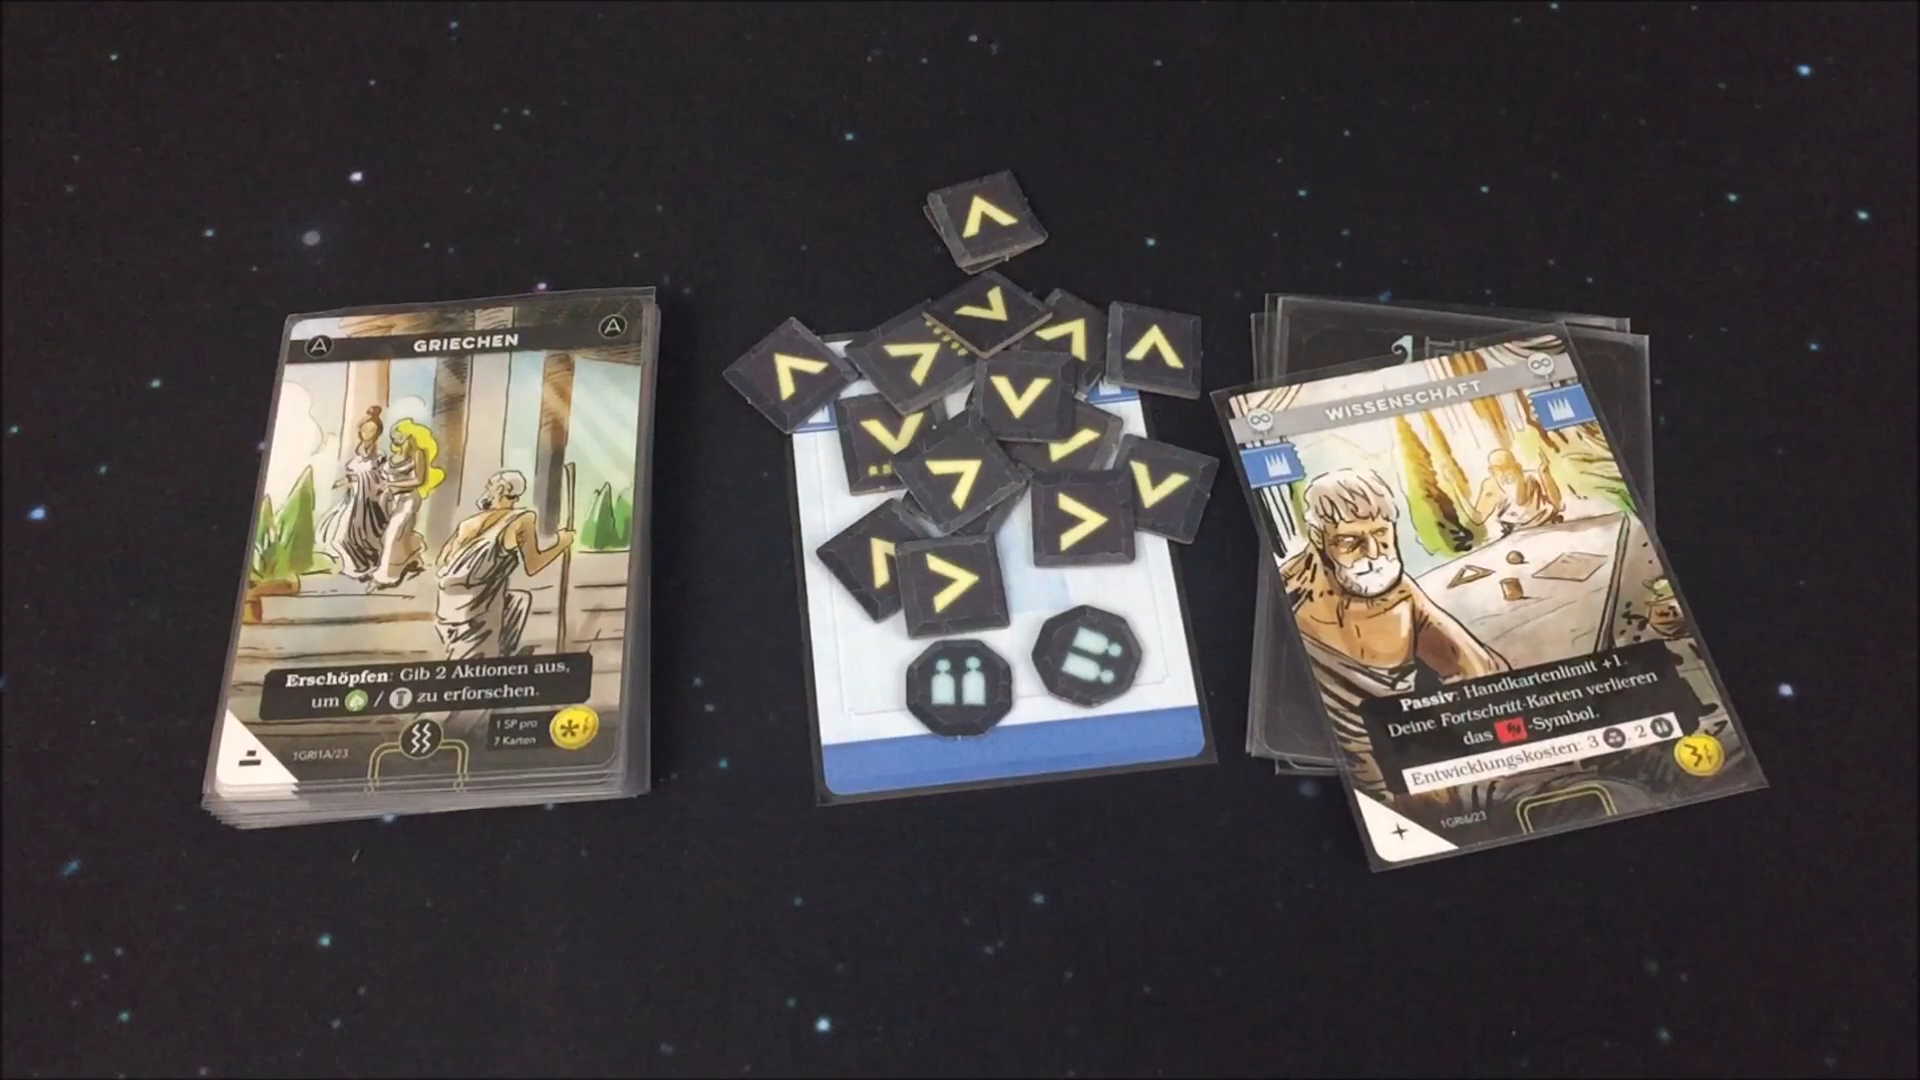 A
A
GRIECHEN
Erschöpfen: Gib 2 Aktionen aus,
um / zu erforschen.
1 SP pro
7 Karten
1GRI1A/23
WISSENSCHAFT
Passiv: Handkartenlimit +1.
Deine Fortschritt-Karten verlieren
das -Symbol.
Entwicklungskosten: 3 , 2
3
1GRI6/23